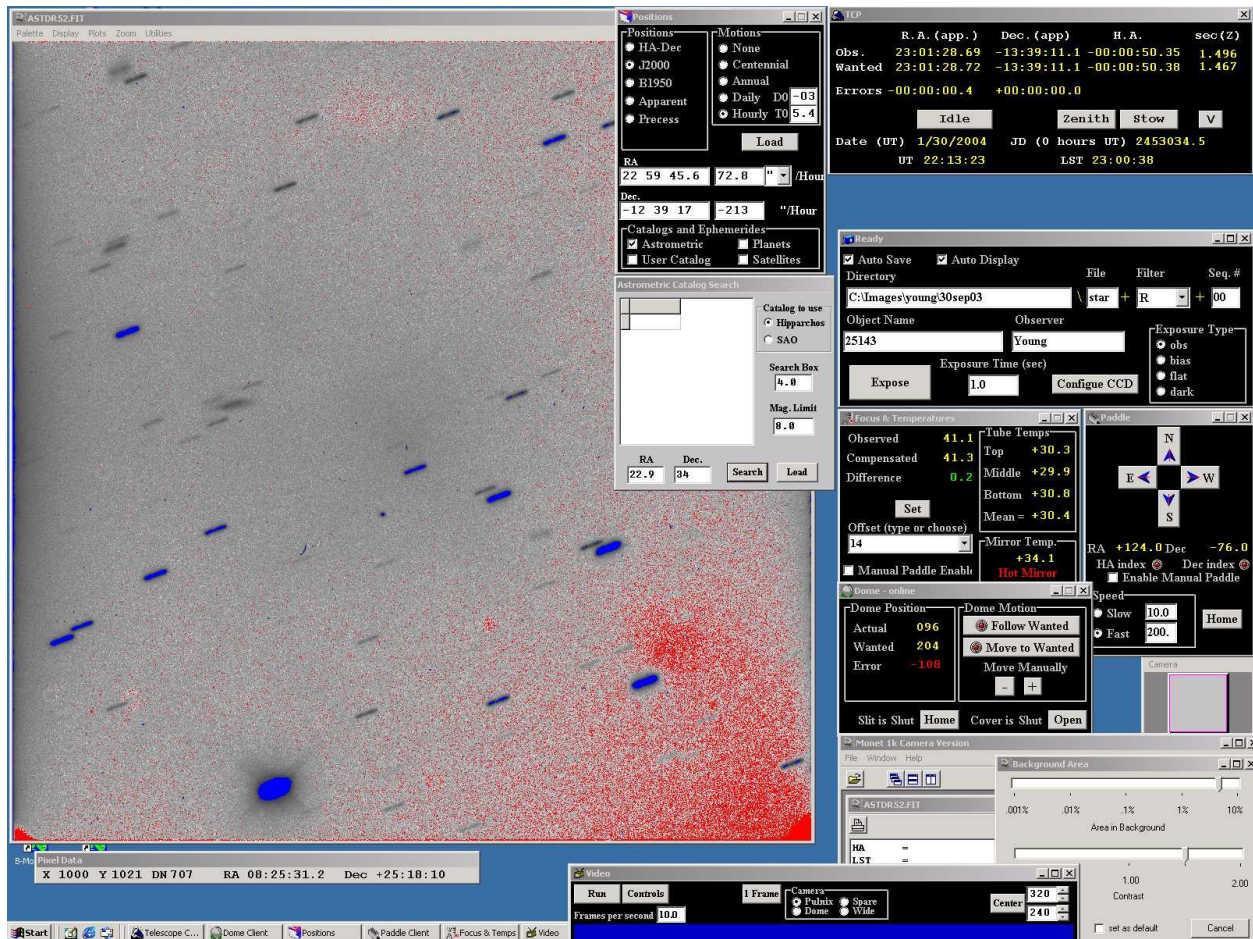 ASTDR52.FIT
Palette Display Plots Zoom Utilities
Positions
Positions
HA-Dec
J2000
B1950
Apparent
Precess
Motions
None
Centennial
Annual
Daily D0 -03
Hourly T0 5.4
Load
RA
22 59 45.6 72.8 " /Hour
Dec.
-12 39 17 -213 "/Hour
Catalogs and Ephemerides
Astrometric Planets
User Catalog Satellites
Astrometric Catalog Search
Catalog to use
Hipparchos
SAO
Search Box
4.0
Mag. Limit
8.0
RA Dec.
22.9 34 Search Load
TCP
R.A.(app.) Dec.(app) H.A. sec(Z)
Obs. 23:01:28.69 -13:39:11.1 -00:00:50.35 1.496
Wanted 23:01:28.72 -13:39:11.1 -00:00:50.38 1.467
Errors -00:00:00.4 +00:00:00.0
Idle Zenith Stow V
Date (UT) 1/30/2004 JD (0 hours UT) 2453034.5
UT 22:13:23 LST 23:00:38
Ready
Auto Save Auto Display
Directory File Filter Seq. #
C:\Images\young\30sep03 \ star + R + 00
Object Name Observer
25143 Young
Exposure Time (sec)
Expose 1.0 Configue CCD
Exposure Type
obs
bias
flat
dark
Focus & Temperatures
Observed 41.1
Compensated 41.3
Difference 0.2
Set
Offset (type or choose)
14
Manual Paddle Enabl
Tube Temps
Top +30.3
Middle +29.9
Bottom +30.8
Mean = +30.4
Mirror Temp.
+34.1
Hot Mirror
Paddle
N
E W
S
RA +124.0 Dec -76.0
HA index Dec index
Enable Manual Paddle
Speed
Slow 10.0
Fast 200.
Home
Dome - online
Dome Position
Actual 096
Wanted 204
Error -108
Dome Motion
Follow Wanted
Move to Wanted
Move Manually
- +
Slit is Shut Home Cover is Shut Open
Camera
Monet 1k Camera Version
File Window Help
ASTDR52.FIT
HA =
LST =
Background Area
.001% .01% .1% 1% 10%
Area in Background
1.00 2.00
Contrast
set as default Cancel
B-Mo
Pixel Data
X 1000 Y 1021 DN 707 RA 08:25:31.2 Dec +25:18:10
Video
Run Controls 1 Frame
Camera
Pulnix Spare
Dome Wide
Center 320
240
Frames per second 10.0
Start Telescope C... Dome Client Positions Paddle Client Focus & Temps Video